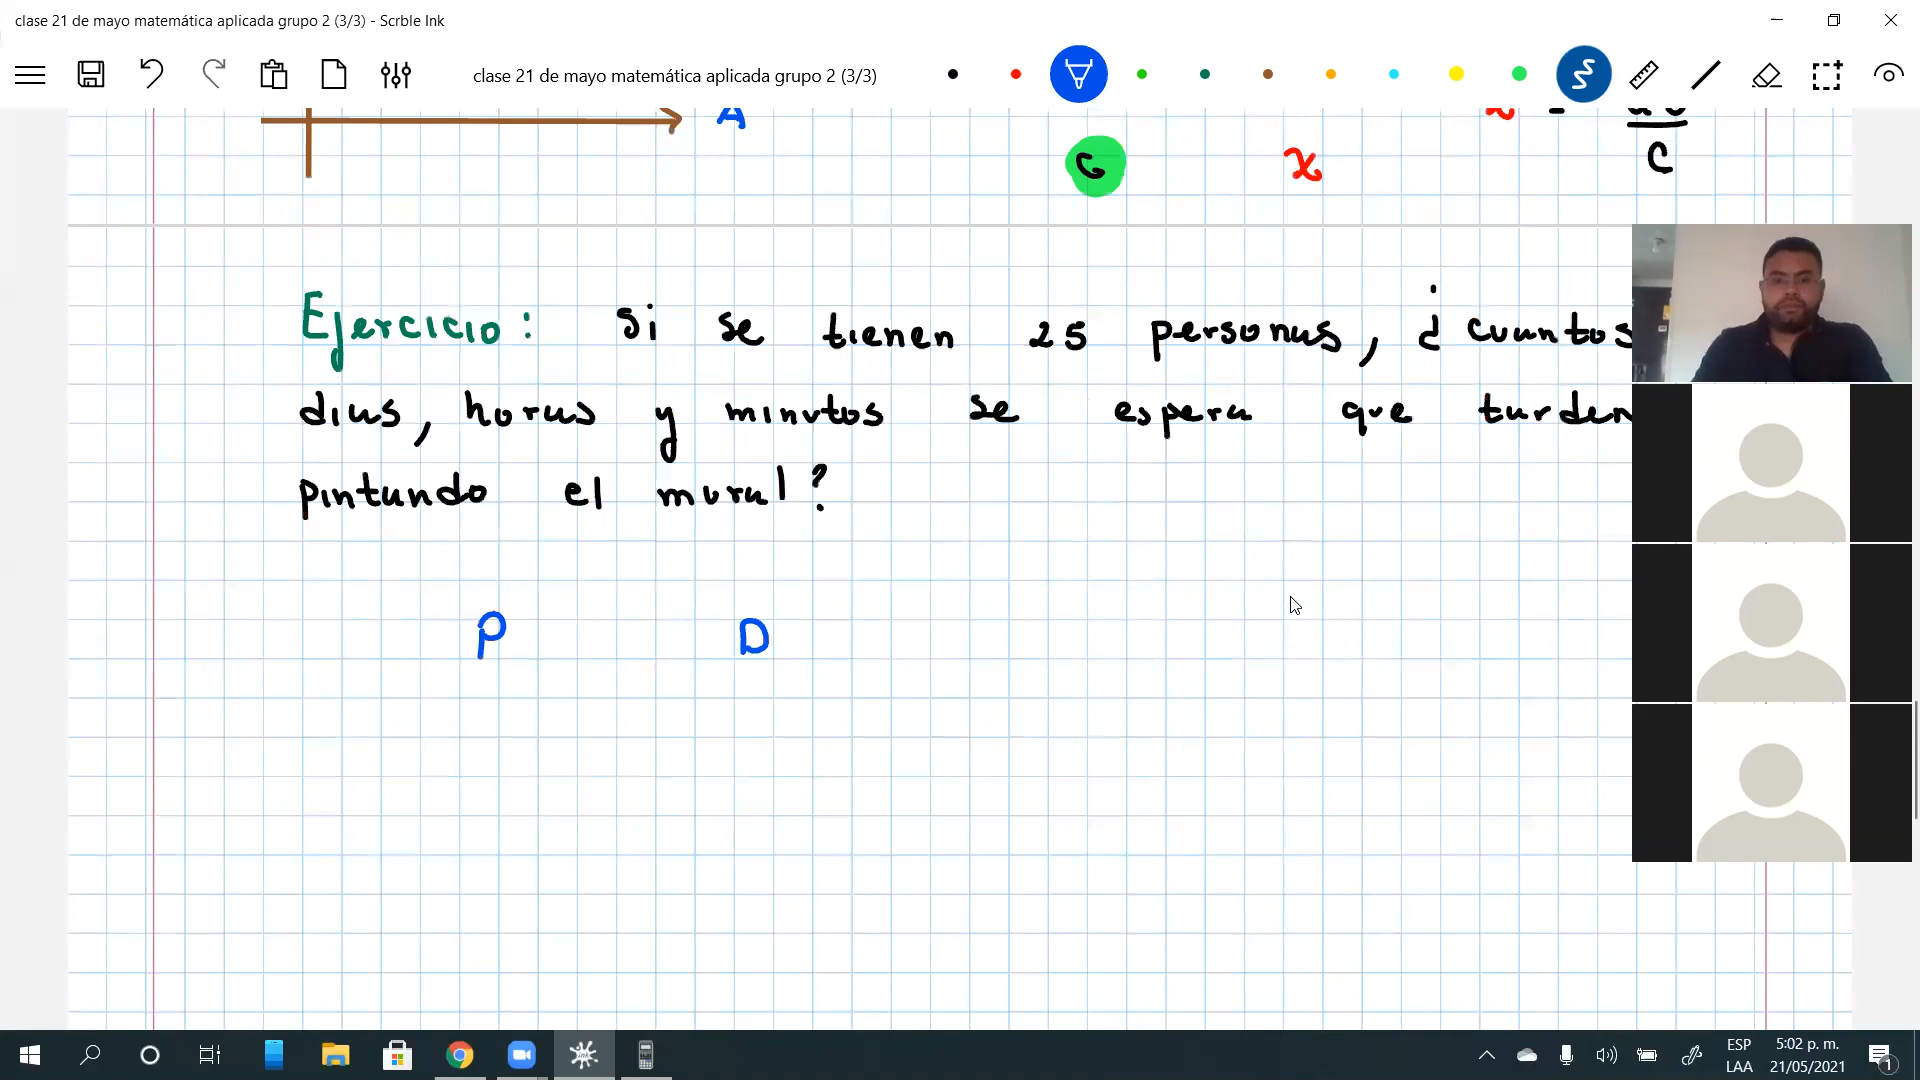 clase 21 de mayo matemática aplicada grupo 2 (3/3) - Scrble Ink
clase 21 de mayo matemática aplicada grupo 2 (3/3)
A
G x
C
Ejercicio: Si se tienen 25 personas, ¿ cuantos
dias, horas y minutos se espera que tarden
pintando el mural?
P D
ESP
LAA
5:02 p. m.
21/05/2021
1